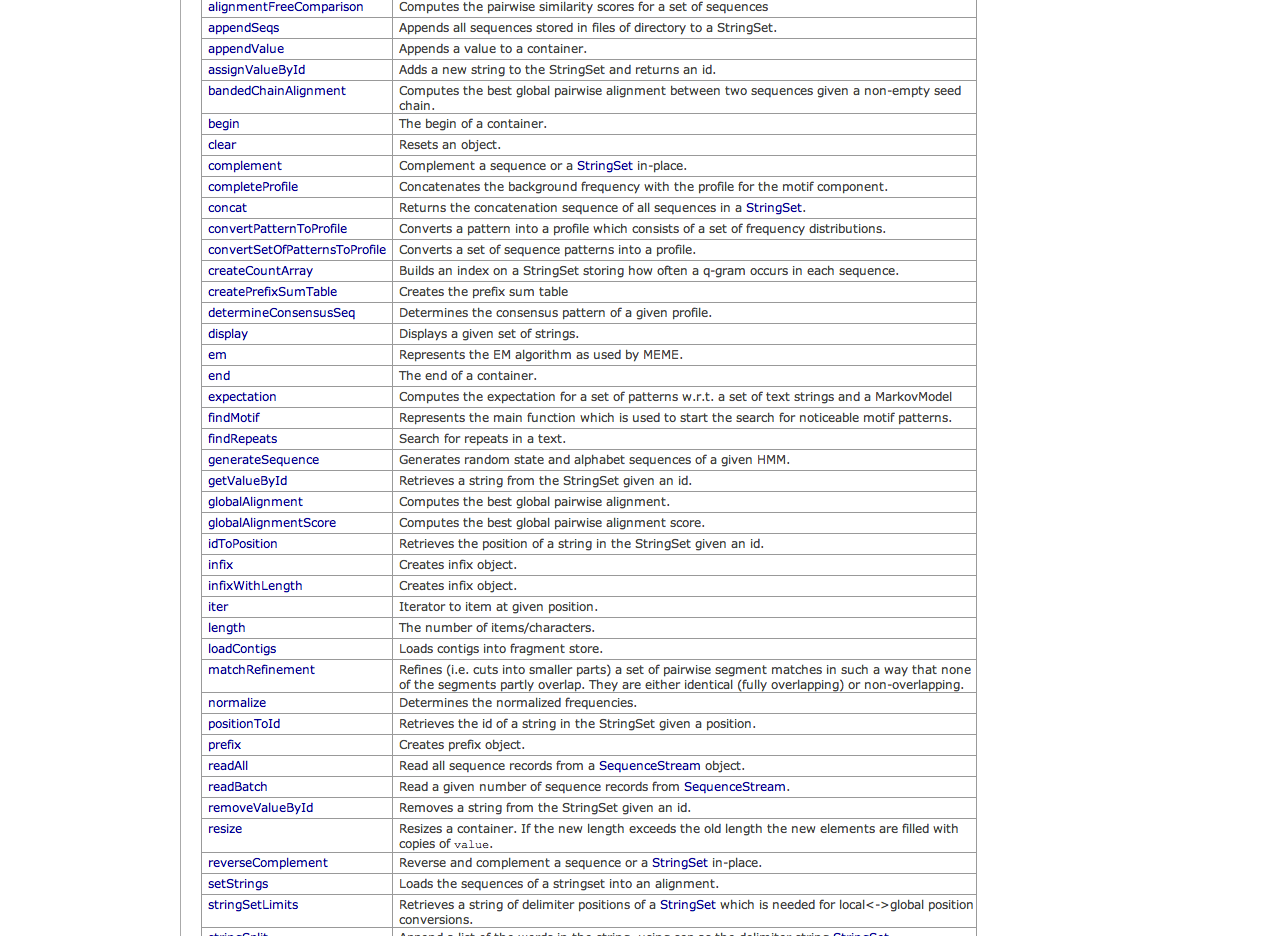 alignmentFreeComparison Computes the pairwise similarity scores for a set of sequences
appendSeqs Appends all sequences stored in files of directory to a StringSet.
appendValue Appends a value to a container.
assignValueById Adds a new string to the StringSet and returns an id.
bandedChainAlignment Computes the best global pairwise alignment between two sequences given a non-empty seed
chain.
begin The begin of a container.
clear Resets an object.
complement Complement a sequence or a StringSet in-place.
completeProfile Concatenates the background frequency with the profile for the motif component.
concat Returns the concatenation sequence of all sequences in a StringSet.
convertPatternToProfile Converts a pattern into a profile which consists of a set of frequency distributions.
convertSetOfPatternsToProfile Converts a set of sequence patterns into a profile.
createCountArray Builds an index on a StringSet storing how often a q-gram occurs in each sequence.
createPrefixSumTable Creates the prefix sum table
determineConsensusSeq Determines the consensus pattern of a given profile.
display Displays a given set of strings.
em Represents the EM algorithm as used by MEME.
end The end of a container.
expectation Computes the expectation for a set of patterns w.r.t. a set of text strings and a MarkovModel
findMotif Represents the main function which is used to start the search for noticeable motif patterns.
findRepeats Search for repeats in a text.
generateSequence Generates random state and alphabet sequences of a given HMM.
getValueById Retrieves a string from the StringSet given an id.
globalAlignment Computes the best global pairwise alignment.
globalAlignmentScore Computes the best global pairwise alignment score.
idToPosition Retrieves the position of a string in the StringSet given an id.
infix Creates infix object.
infixWithLength Creates infix object.
iter Iterator to item at given position.
length The number of items/characters.
loadContigs Loads contigs into fragment store.
matchRefinement Refines (i.e. cuts into smaller parts) a set of pairwise segment matches in such a way that none
of the segments partly overlap. They are either identical (fully overlapping) or non-overlapping.
normalize Determines the normalized frequencies.
positionToId Retrieves the id of a string in the StringSet given a position.
prefix Creates prefix object.
readAll Read all sequence records from a SequenceStream object.
readBatch Read a given number of sequence records from SequenceStream.
removeValueById Removes a string from the StringSet given an id.
resize Resizes a container. If the new length exceeds the old length the new elements are filled with
copies of value.
reverseComplement Reverse and complement a sequence or a StringSet in-place.
setStrings Loads the sequences of a stringset into an alignment.
stringSetLimits Retrieves a string of delimiter positions of a StringSet which is needed for local<->global position
conversions.